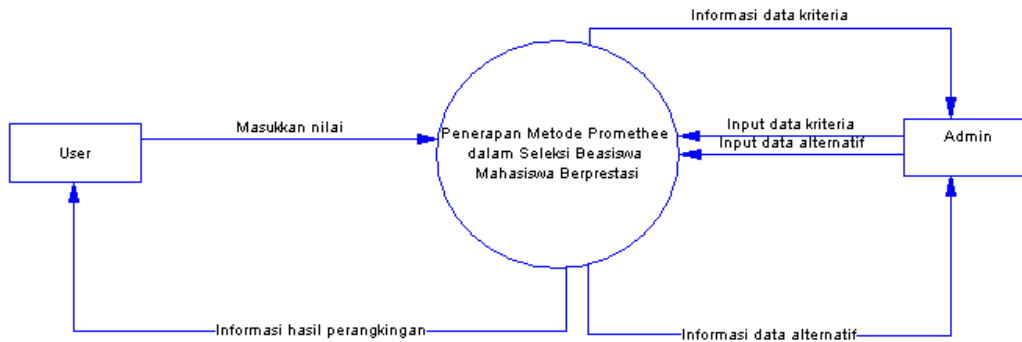 Informasi data kriteria
Masukkan nilai
Input data kriteria
Input data alternatif
User
Penerapan Metode Promethee
dalam Seleksi Beasiswa
Mahasiswa Berprestasi
Admin
Informasi hasil perangkingan
Informasi data alternatif